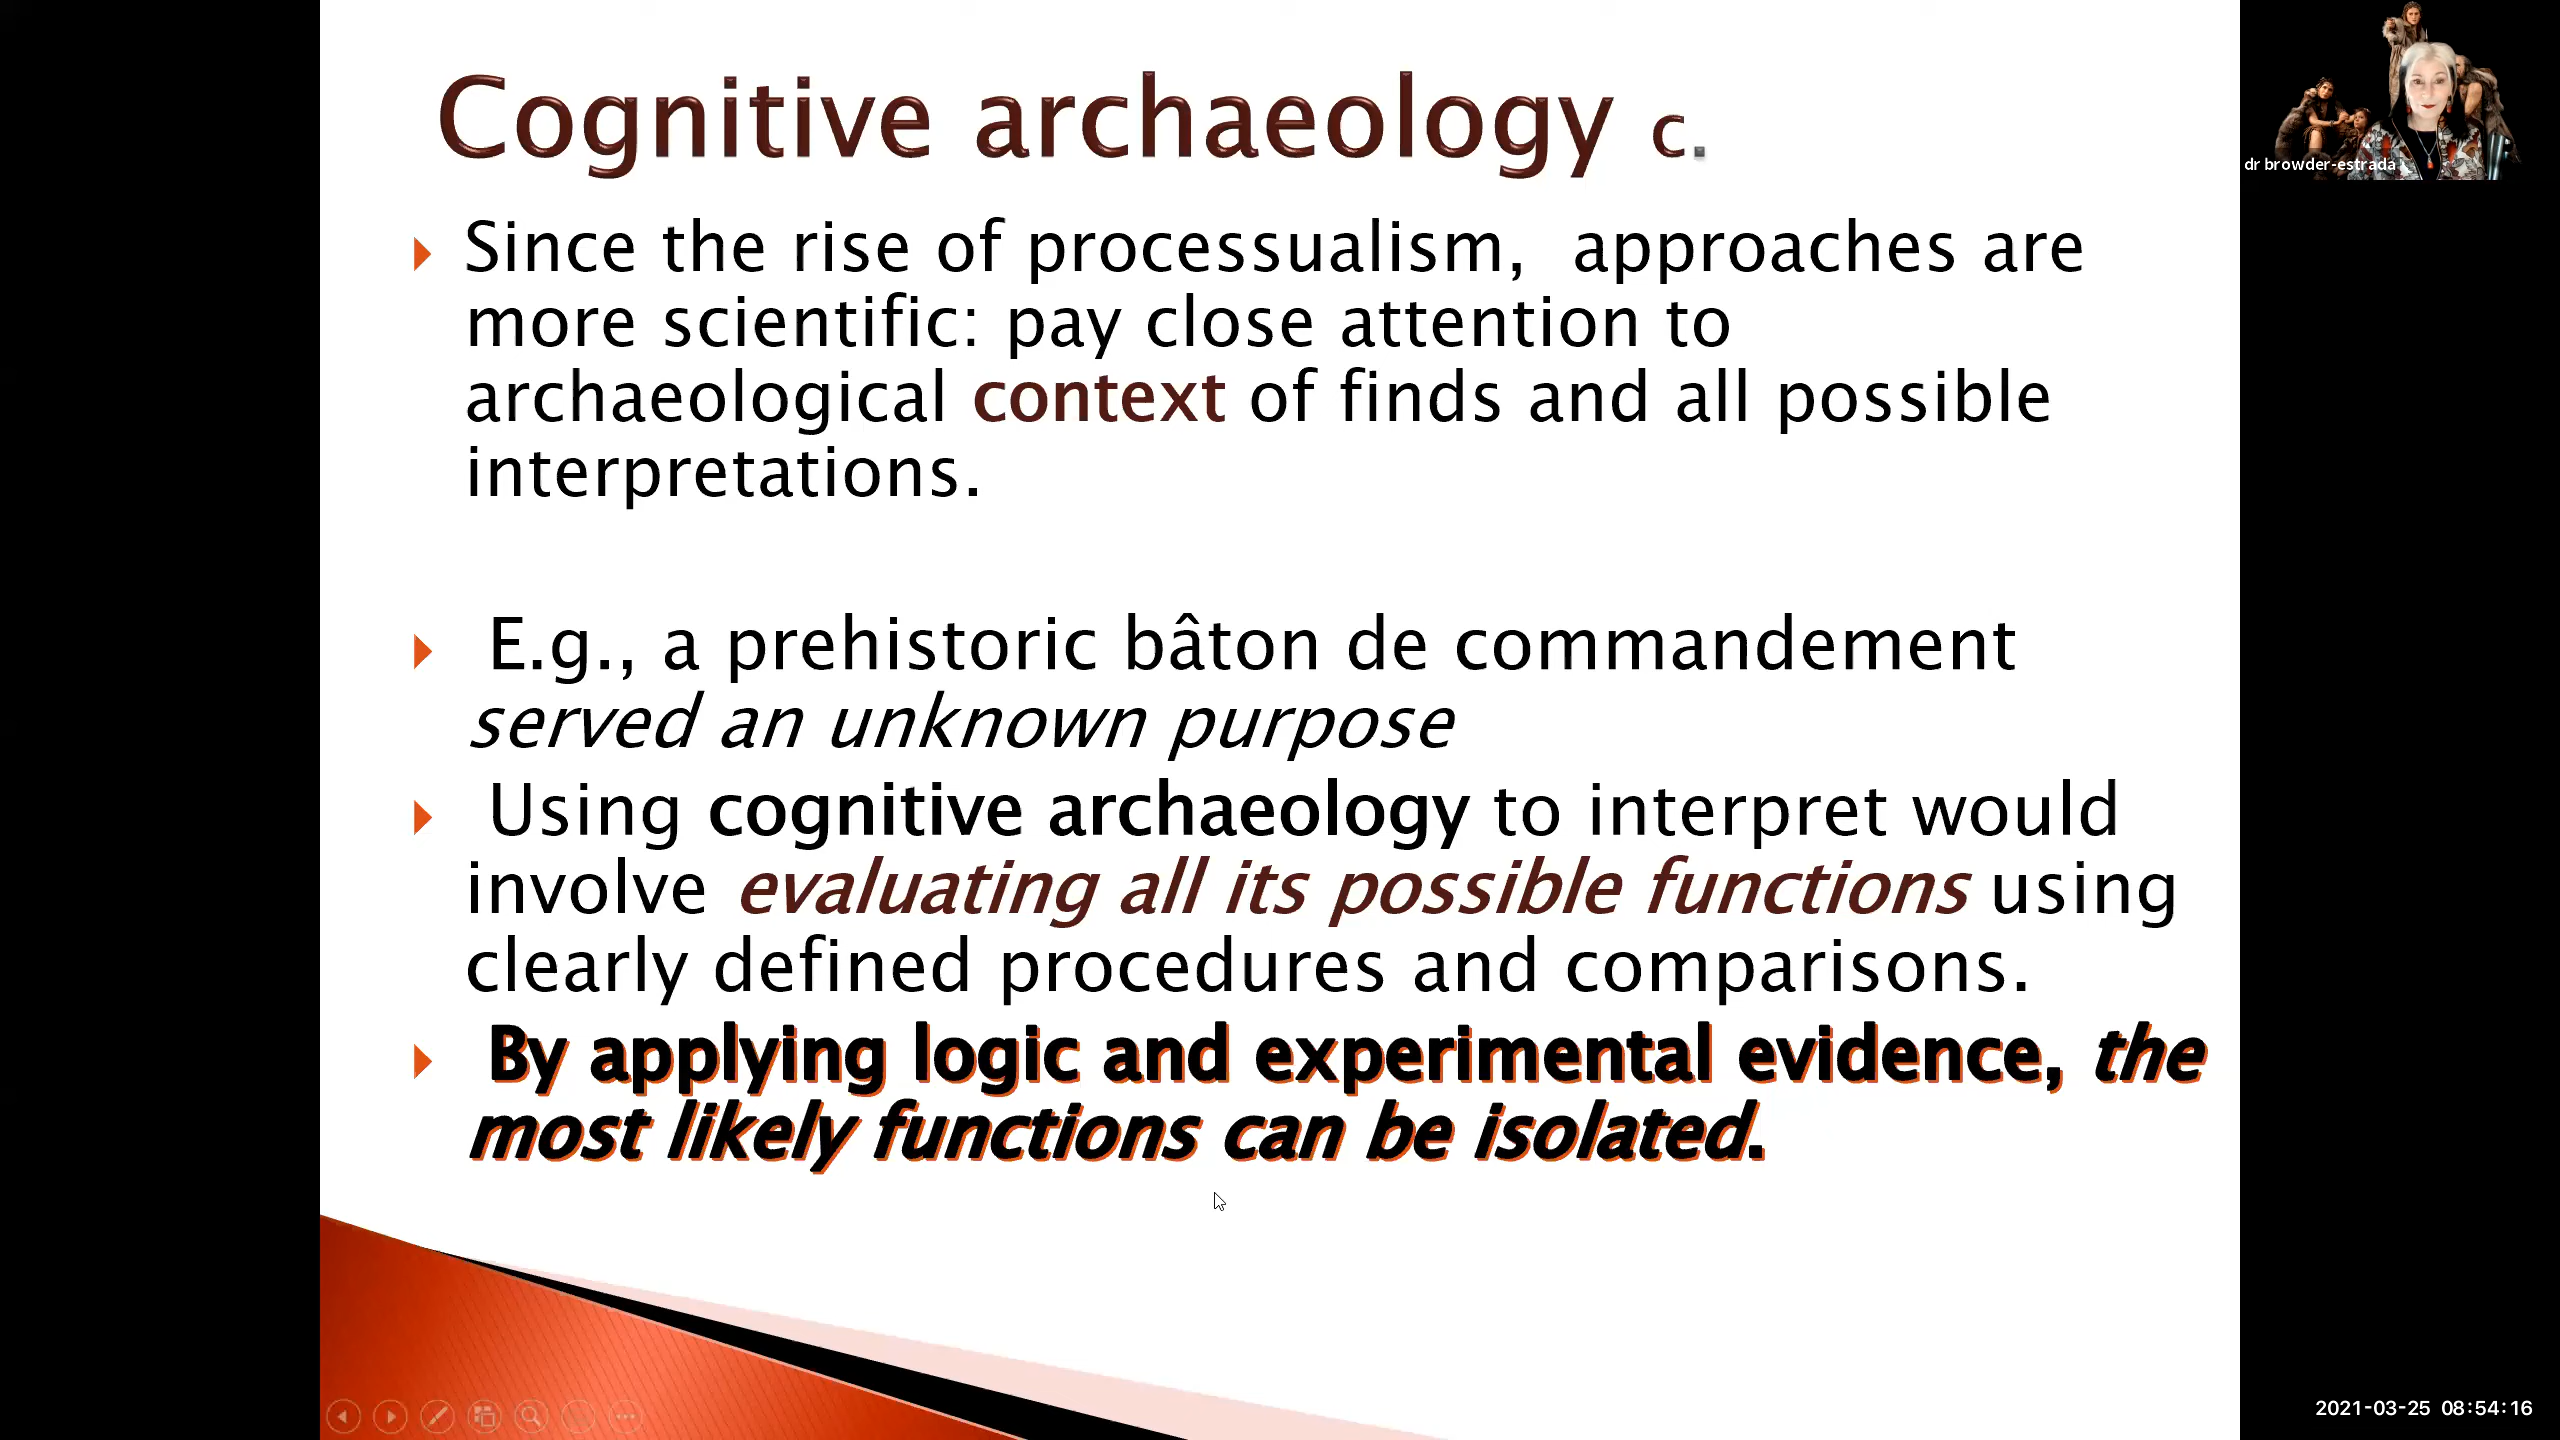 Cognitive archaeology c.
dr browder-estrada
Since the rise of processualism,  approaches are
more scientific: pay close attention to
archaeological context of finds and all possible
interpretations.
E.g., a prehistoric bâton de commandement
served an unknown purpose
Using cognitive archaeology to interpret would
involve evaluating all its possible functions using
clearly defined procedures and comparisons.
By applying logic and experimental evidence, the
most likely functions can be isolated.
2021-03-25 08:54:16